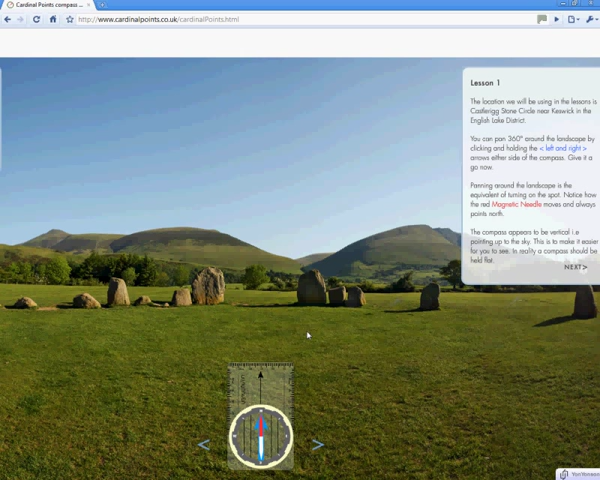 Cardinal Points compass ...
http://www.cardinalpoints.co.uk/cardinalPoints.html
Lesson 1
The location we will be using in the lessons is
Castlerigg Stone Circle near Keswick in the
English Lake District.
You can pan 360° around the landscape by
clicking and holding the < left and right >
arrows either side of the compass. Give it a
go now.
Panning around the landscape is the
equivalent of turning on the spot. Notice how
the red Magnetic Needle moves and always
points north.
The compass appears to be vertical i.e
pointing up to the sky. This is to make it easier
for you to see. In reality a compass should be
held flat.
NEXT>